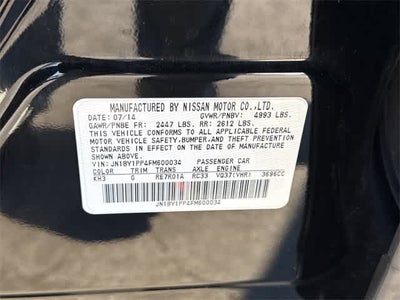 MANUFACTURED BY NISSAN MOTOR CO.,LTD.
DATE: 07/14 GVWR/PNBV: 4993 LBS.
GAWR/PNBE FR: 2447 LBS. RR: 2612 LBS.
THIS VEHICLE CONFORMS TO ALL APPLICABLE FEDERAL
MOTOR VEHICLE SAFETY, BUMPER, AND THEFT PREVENTION
STANDARDS IN EFFECT ON THE DATE OF MANUFACTURE SHOWN ABOVE.
VIN: JN1BY1PP4FM600034 PASSENGER CAR
COLOR TRIM TRANS AXLE ENGINE
KH3 G RE7R01A RC33 VQ37(VHR) 3696CC
JN1BY1PP4FM600034